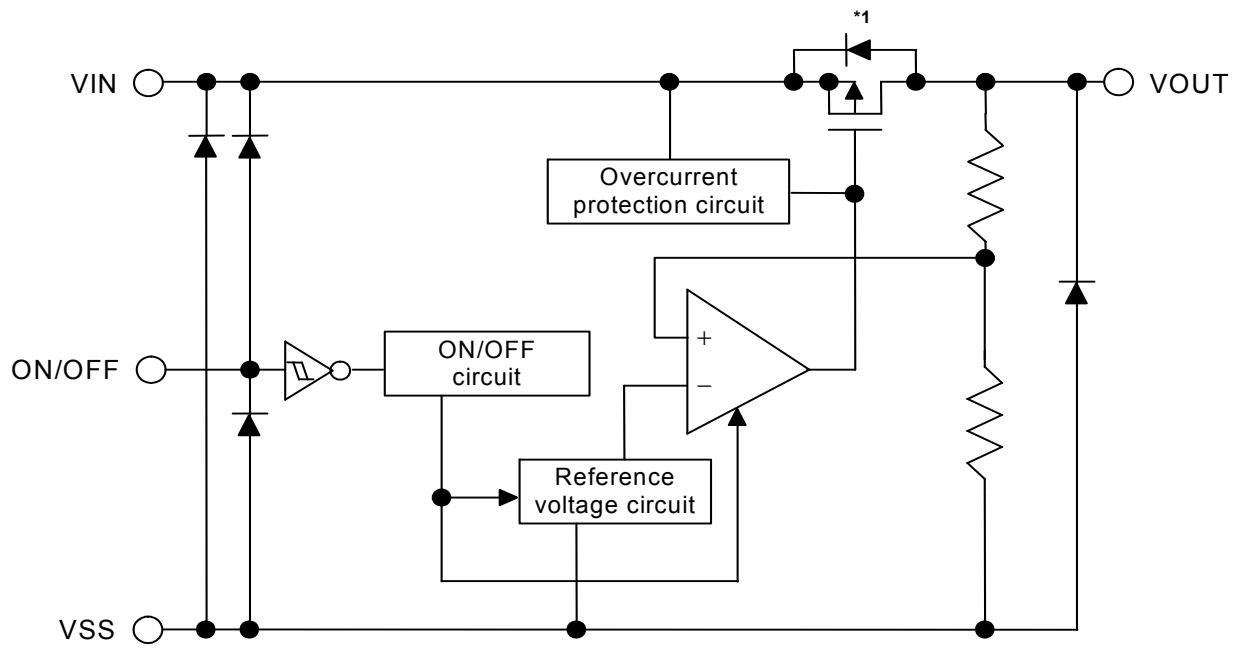 *1
VIN
VOUT
Overcurrent
protection circuit
ON/OFF
ON/OFF
circuit
+
−
Reference
voltage circuit
VSS